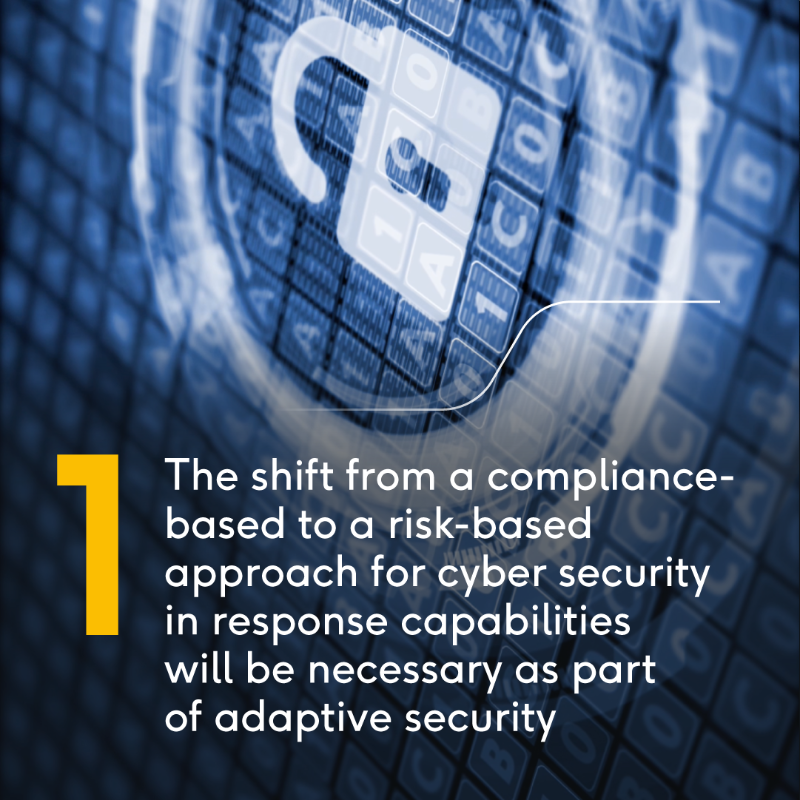 1
The shift from a compliance-
based to a risk-based
approach for cyber security
in response capabilities
will be necessary as part
of adaptive security